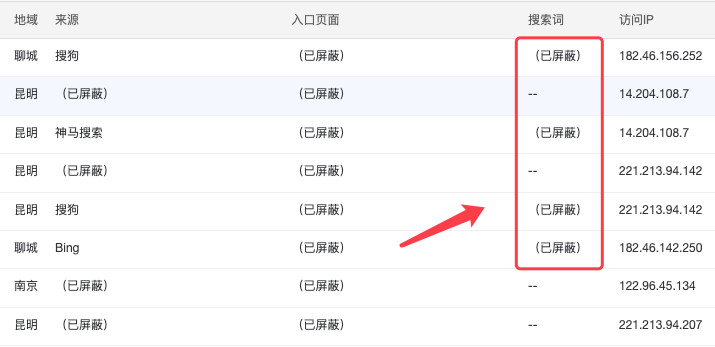 地域 来源 入口页面 搜索词 访问IP
聊城 搜狗 （已屏蔽） （已屏蔽） 182.46.156.252
昆明 （已屏蔽） （已屏蔽） -- 14.204.108.7
昆明 神马搜索 （已屏蔽） （已屏蔽） 14.204.108.7
昆明 （已屏蔽） （已屏蔽） -- 221.213.94.142
昆明 搜狗 （已屏蔽） （已屏蔽） 221.213.94.142
聊城 Bing （已屏蔽） （已屏蔽） 182.46.142.250
南京 （已屏蔽） （已屏蔽） -- 122.96.45.134
昆明 （已屏蔽） （已屏蔽） -- 221.213.94.207